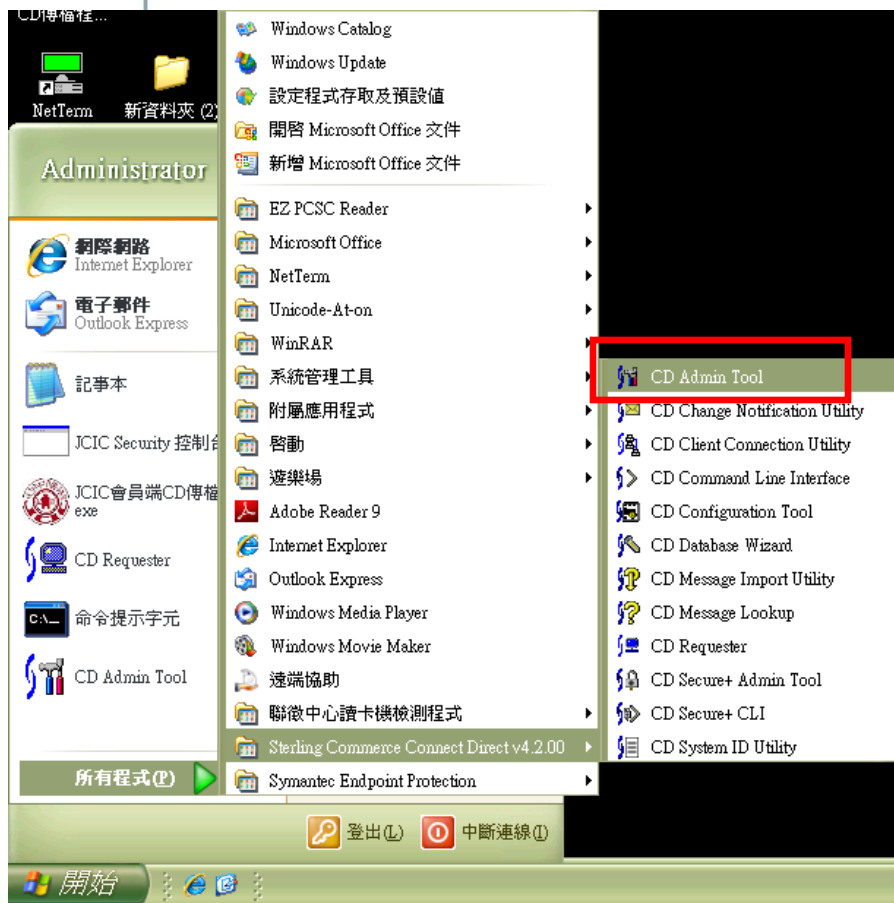 CD傳檔程...
NetTerm
新資料夾 (2)
Administrator
網際網路
Internet Explorer
電子郵件
Outlook Express
記事本
JCIC Security 控制台
JCIC會員端CD傳檔
exe
CD Requester
命令提示字元
CD Admin Tool
所有程式(P)
Windows Catalog
Windows Update
設定程式存取及預設值
開啓 Microsoft Office 文件
新增 Microsoft Office 文件
EZ PCSC Reader
Microsoft Office
NetTerm
Unicode-At-on
WinRAR
系統管理工具
附屬應用程式
啓動
遊樂場
Adobe Reader 9
Internet Explorer
Outlook Express
Windows Media Player
Windows Movie Maker
遠端協助
聯徵中心讀卡機檢測程式
Sterling Commerce Connect Direct v4.2.00
Symantec Endpoint Protection
CD Admin Tool
CD Change Notification Utility
CD Client Connection Utility
CD Command Line Interface
CD Configuration Tool
CD Database Wizard
CD Message Import Utility
CD Message Lookup
CD Requester
CD Secure+ Admin Tool
CD Secure+ CLI
CD System ID Utility
登出(L)
中斷連線(I)
開始